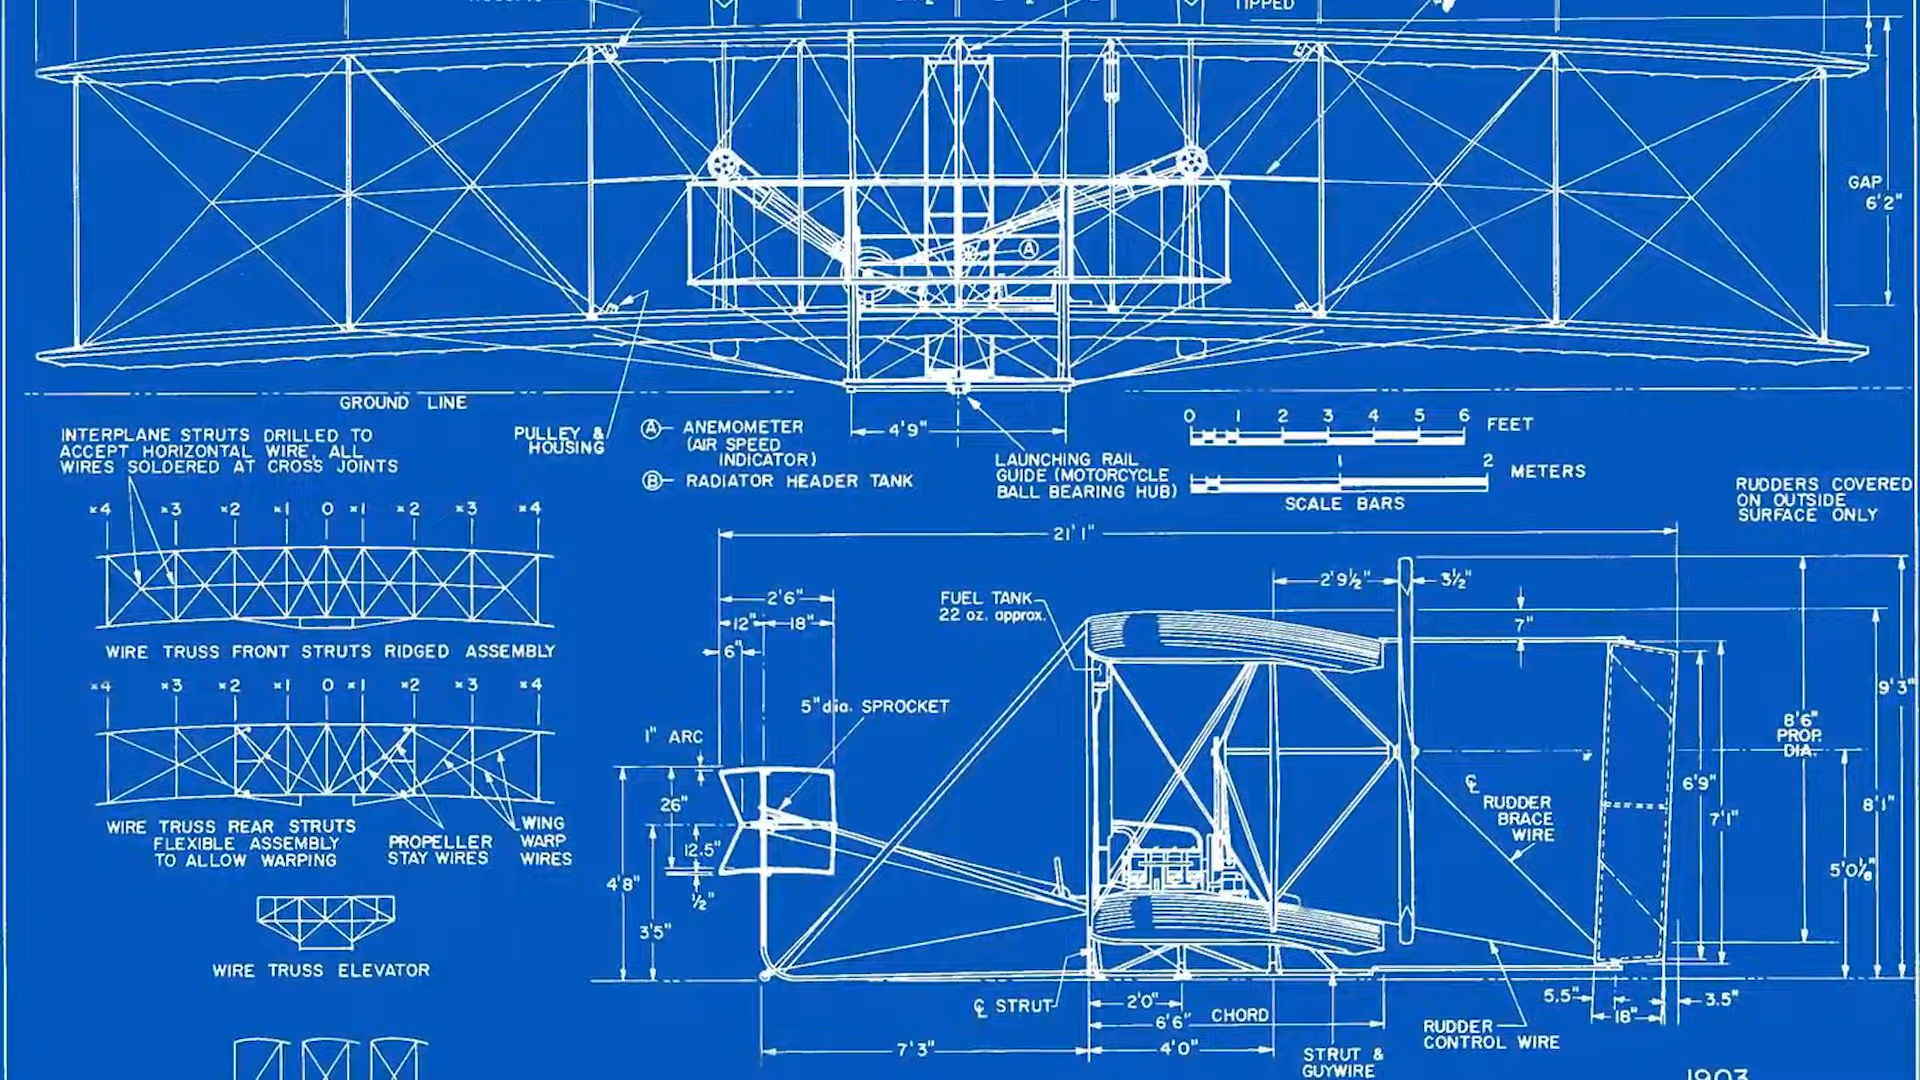 TIPPED
GAP
6'2"
GROUND LINE
INTERPLANE STRUTS DRILLED TO
ACCEPT HORIZONTAL WIRE, ALL
WIRES SOLDERED AT CROSS JOINTS
PULLEY &
HOUSING
A ANEMOMETER
(AIR SPEED
INDICATOR)
B RADIATOR HEADER TANK
A
4'9"
LAUNCHING RAIL
GUIDE (MOTORCYCLE
BALL BEARING HUB)
0 1 2 3 4 5 6 FEET
1 2 METERS
SCALE BARS
RUDDERS COVERED
ON OUTSIDE
SURFACE ONLY
×4 ×3 ×2 ×1 0 ×1 ×2 ×3 ×4
WIRE TRUSS FRONT STRUTS RIDGED ASSEMBLY
×4 ×3 ×2 ×1 0 ×1 ×2 ×3 ×4
WIRE TRUSS REAR STRUTS
FLEXIBLE ASSEMBLY
TO ALLOW WARPING
PROPELLER
STAY WIRES
WING
WARP
WIRES
WIRE TRUSS ELEVATOR
21'1"
2'6"
12" 18"
6"
FUEL TANK
22 oz. approx.
2'9½" 3½"
7"
5" dia. SPROCKET
1" ARC
26"
12.5"
½"
4'8"
3'5"
9'3"
8'6"
PROP.
DIA.
6'9"
7'1"
8'1"
5'0⅛"
℄
RUDDER
BRACE
WIRE
℄ STRUT
2'0"
6'6" CHORD
7'3"
4'0"
STRUT &
GUYWIRE
RUDDER
CONTROL WIRE
5.5"
18"
3.5"
1903